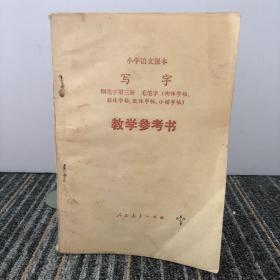 小学语文课本
写 字
钢笔字第三册 毛笔字（柳体字帖、
颜体字帖、欧体字帖、小楷字帖）
教学参考书
人民教育出版社